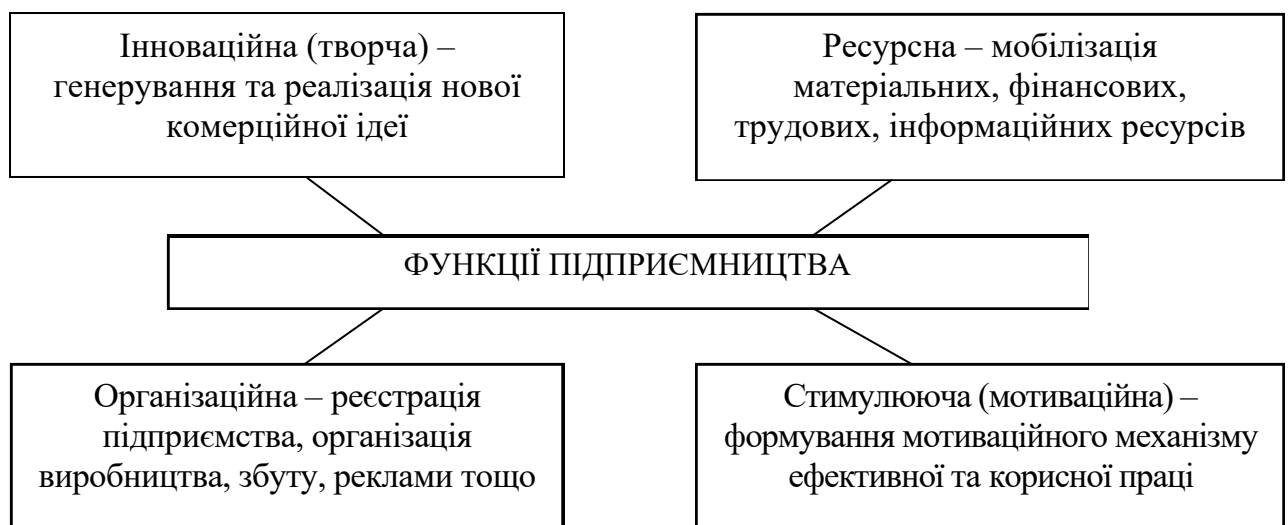 Інноваційна (творча) –
генерування та реалізація нової
комерційної ідеї
Ресурсна – мобілізація
матеріальних, фінансових,
трудових, інформаційних ресурсів
ФУНКЦІЇ ПІДПРИЄМНИЦТВА
Організаційна – реєстрація
підприємства, організація
виробництва, збуту, реклами тощо
Стимулююча (мотиваційна) –
формування мотиваційного механізму
ефективної та корисної праці